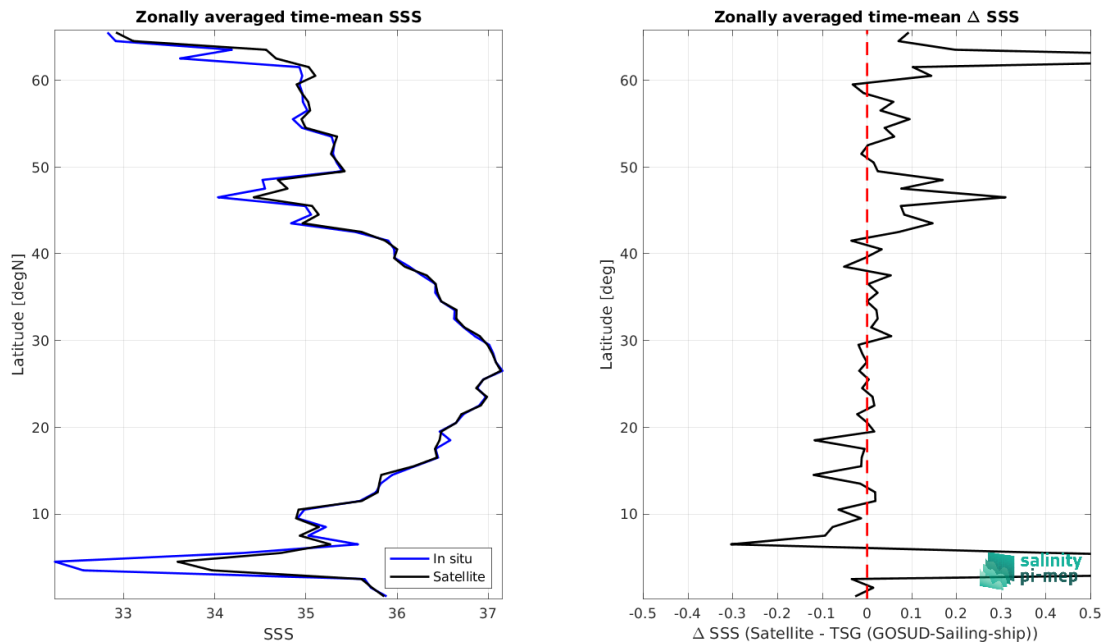 Zonally averaged time-mean SSS
Latitude [degN]
60
50
40
30
20
10
33
34
35
36
37
SSS
In situ
Satellite
Zonally averaged time-mean Δ SSS
Latitude [deg]
60
50
40
30
20
10
-0.5
-0.4
-0.3
-0.2
-0.1
0
0.1
0.2
0.3
0.4
0.5
Δ SSS (Satellite - TSG (GOSUD-Sailing-ship))
salinity
pi-mep